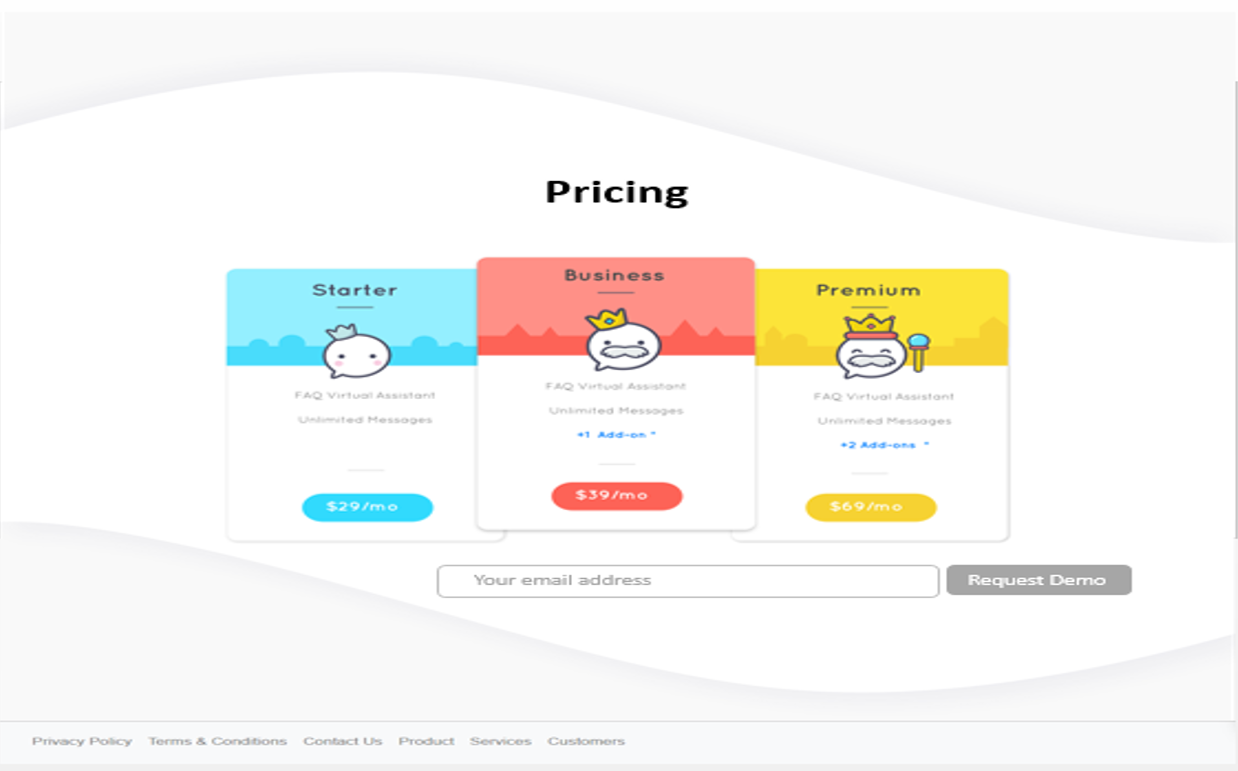 Pricing
Starter
FAQ Virtual Assistant
Unlimited Messages
$29/mo
Business
FAQ Virtual Assistant
Unlimited Messages
+1 Add-on *
$39/mo
Premium
FAQ Virtual Assistant
Unlimited Messages
+2 Add-ons *
$69/mo
Your email address
Request Demo
Privacy Policy Terms & Conditions Contact Us Product Services Customers